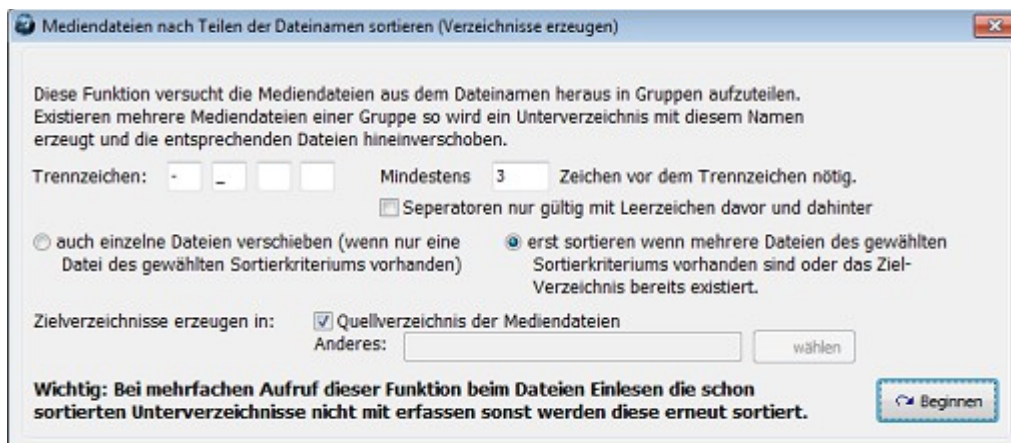 Mediendateien nach Teilen der Dateinamen sortieren (Verzeichnisse erzeugen)
Diese Funktion versucht die Mediendateien aus dem Dateinamen heraus in Gruppen aufzuteilen.
Existieren mehrere Mediendateien einer Gruppe so wird ein Unterverzeichnis mit diesem Namen
erzeugt und die entsprechenden Dateien hineinverschoben.
Trennzeichen: - _ Mindestens 3 Zeichen vor dem Trennzeichen nötig.
Seperatoren nur gültig mit Leerzeichen davor und dahinter
auch einzelne Dateien verschieben (wenn nur eine
Datei des gewählten Sortierkriteriums vorhanden)
erst sortieren wenn mehrere Dateien des gewählten
Sortierkriteriums vorhanden sind oder das Ziel-
Verzeichnis bereits existiert.
Zielverzeichnisse erzeugen in: Quellverzeichnis der Mediendateien
Anderes: wählen
Wichtig: Bei mehrfachen Aufruf dieser Funktion beim Dateien Einlesen die schon
sortierten Unterverzeichnisse nicht mit erfassen sonst werden diese erneut sortiert.
Beginnen